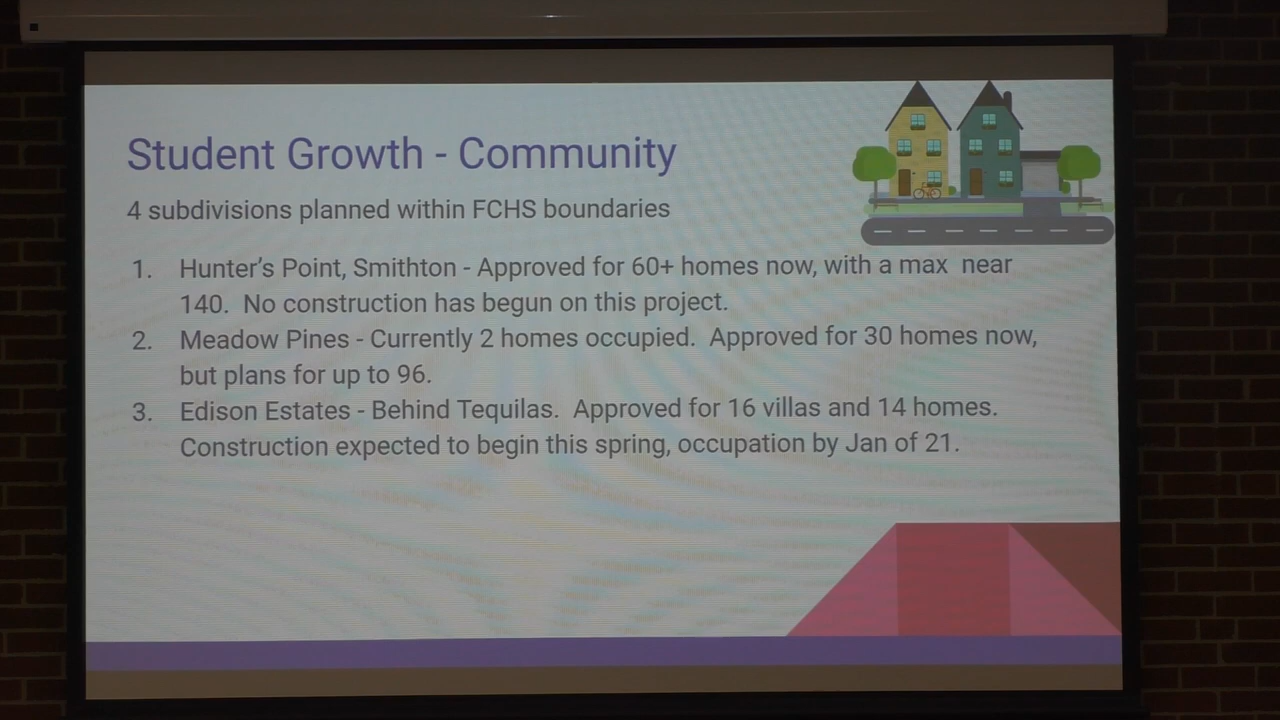 Student Growth - Community
4 subdivisions planned within FCHS boundaries
1. Hunter's Point, Smithton - Approved for 60+ homes now, with a max near
140. No construction has begun on this project.
2. Meadow Pines - Currently 2 homes occupied. Approved for 30 homes now,
but plans for up to 96.
3. Edison Estates - Behind Tequilas. Approved for 16 villas and 14 homes.
Construction expected to begin this spring, occupation by Jan of 21.